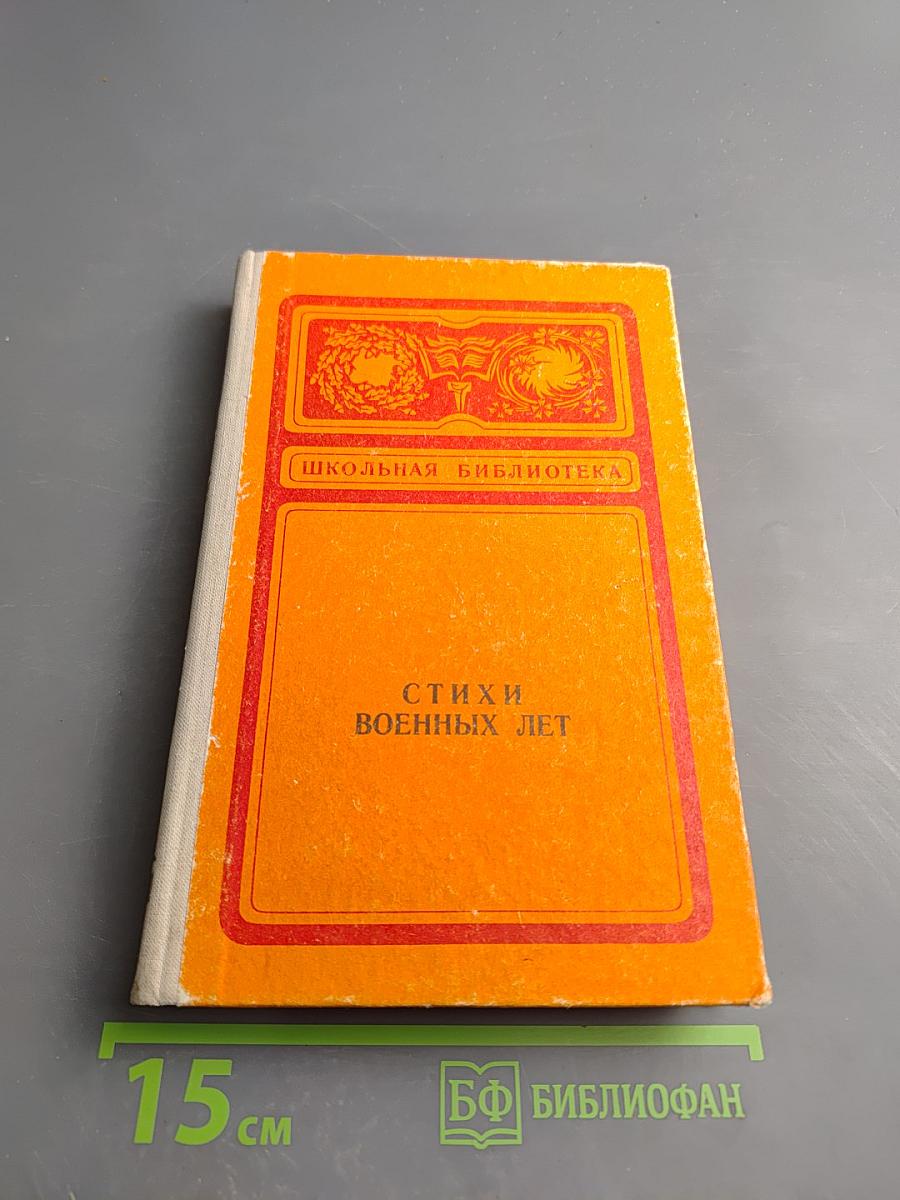 ШКОЛЬНАЯ БИБЛИОТЕКА
СТИХИ
ВОЕННЫХ ЛЕТ
15 см
БФ БИБЛИОФАН